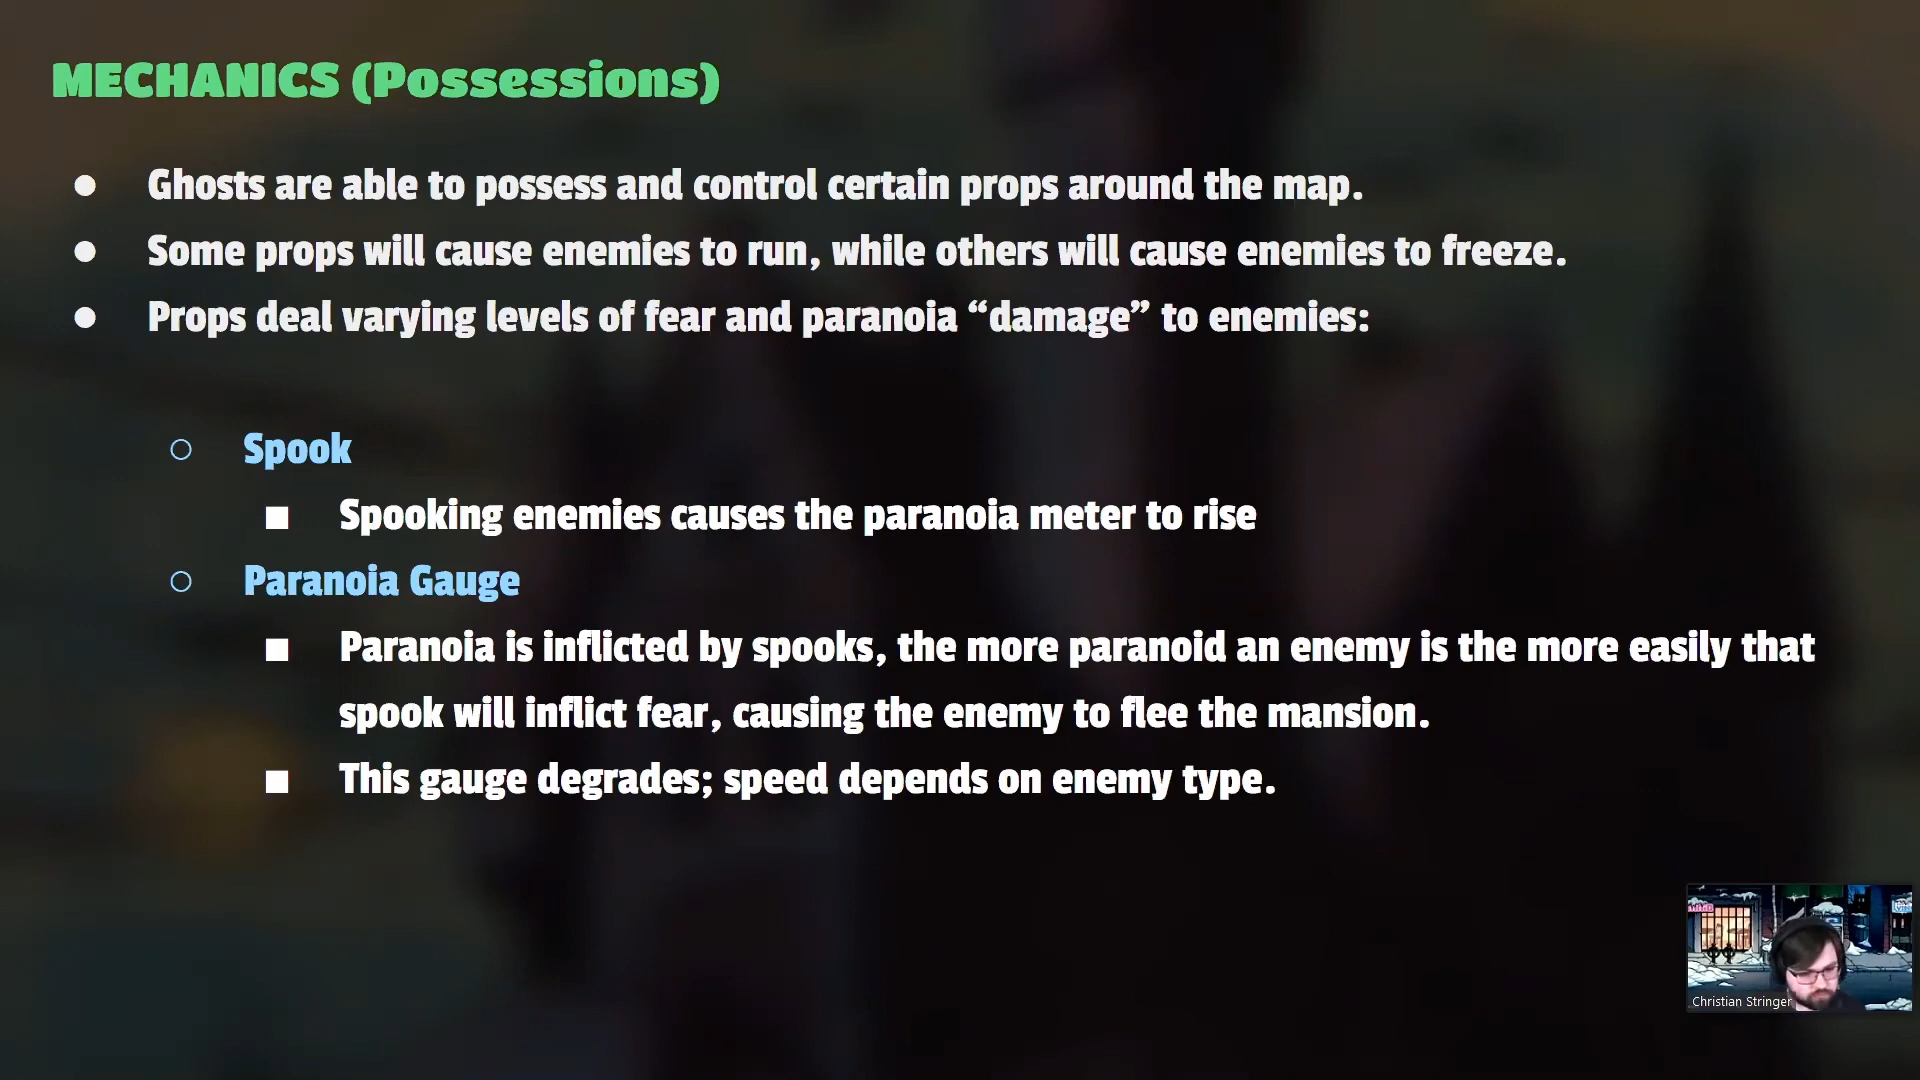 MECHANICS (Possessions)
● Ghosts are able to possess and control certain props around the map.
● Some props will cause enemies to run, while others will cause enemies to freeze.
● Props deal varying levels of fear and paranoia “damage” to enemies:
○ Spook
■ Spooking enemies causes the paranoia meter to rise
○ Paranoia Gauge
■ Paranoia is inflicted by spooks, the more paranoid an enemy is the more easily that
spook will inflict fear, causing the enemy to flee the mansion.
■ This gauge degrades; speed depends on enemy type.
Christian Stringer